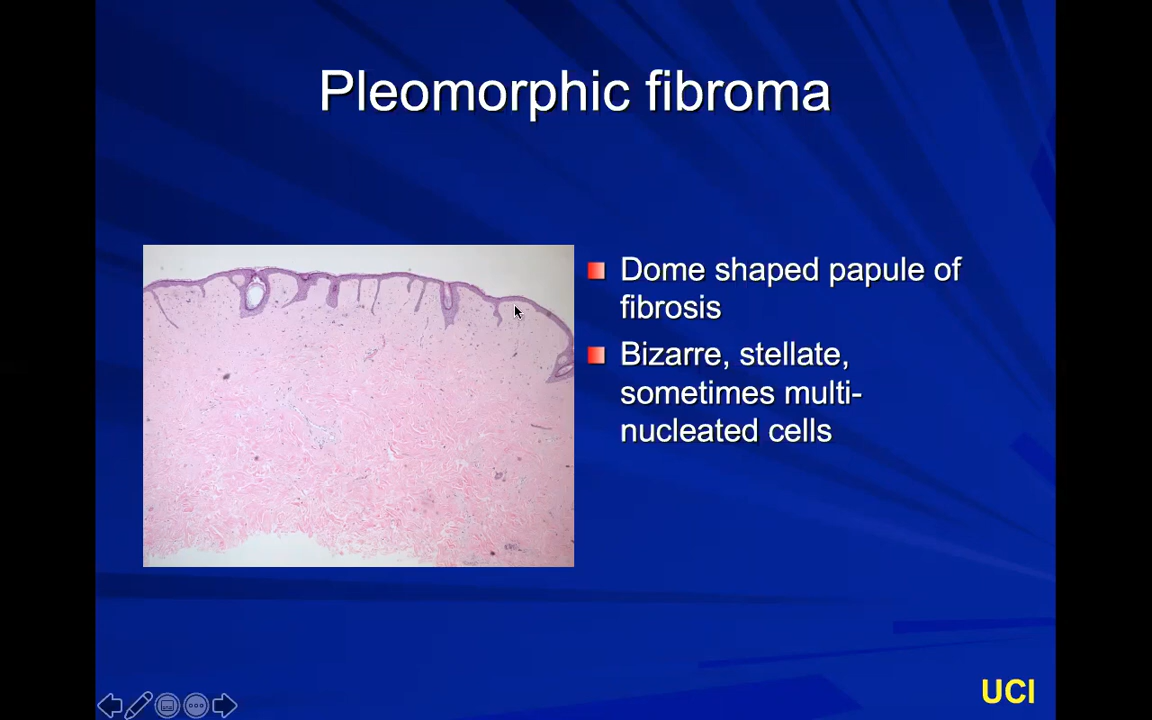 Pleomorphic fibroma
Dome shaped papule of
fibrosis
Bizarre, stellate,
sometimes multi-
nucleated cells
UCI